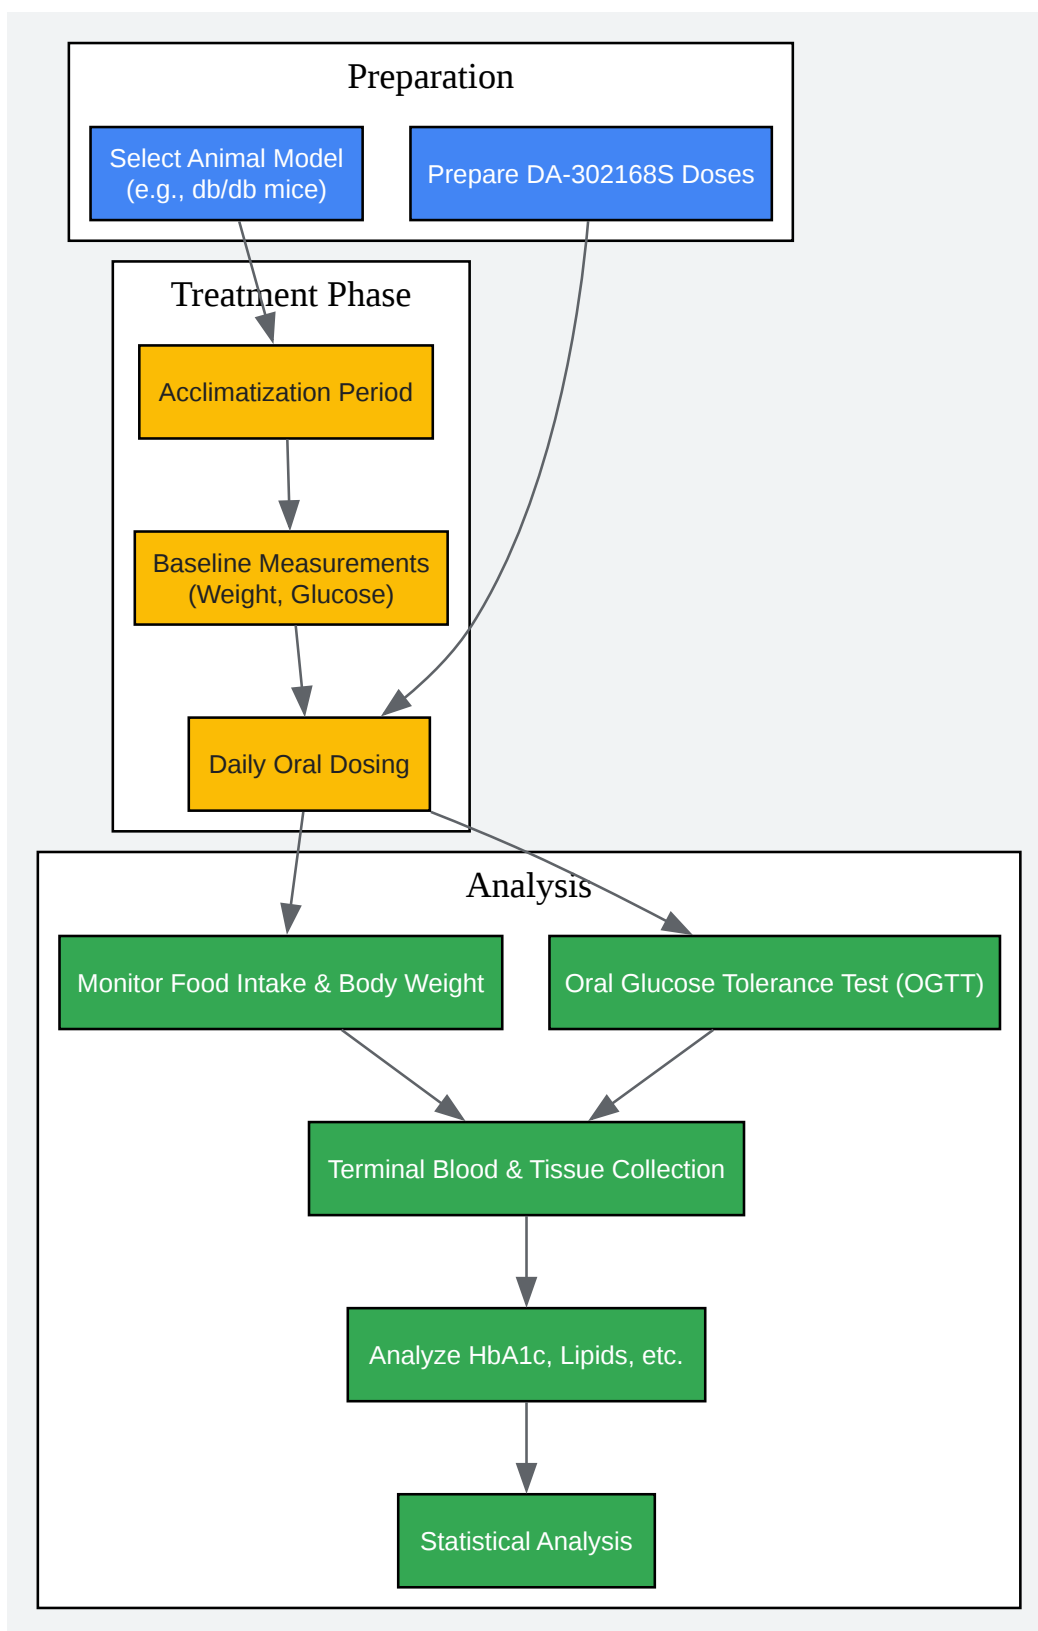 Preparation
Select Animal Model
(e.g., db/db mice)
Prepare DA-302168S Doses
Treatment Phase
Acclimatization Period
Baseline Measurements
(Weight, Glucose)
Daily Oral Dosing
Analysis
Monitor Food Intake & Body Weight
Oral Glucose Tolerance Test (OGTT)
Terminal Blood & Tissue Collection
Analyze HbA1c, Lipids, etc.
Statistical Analysis